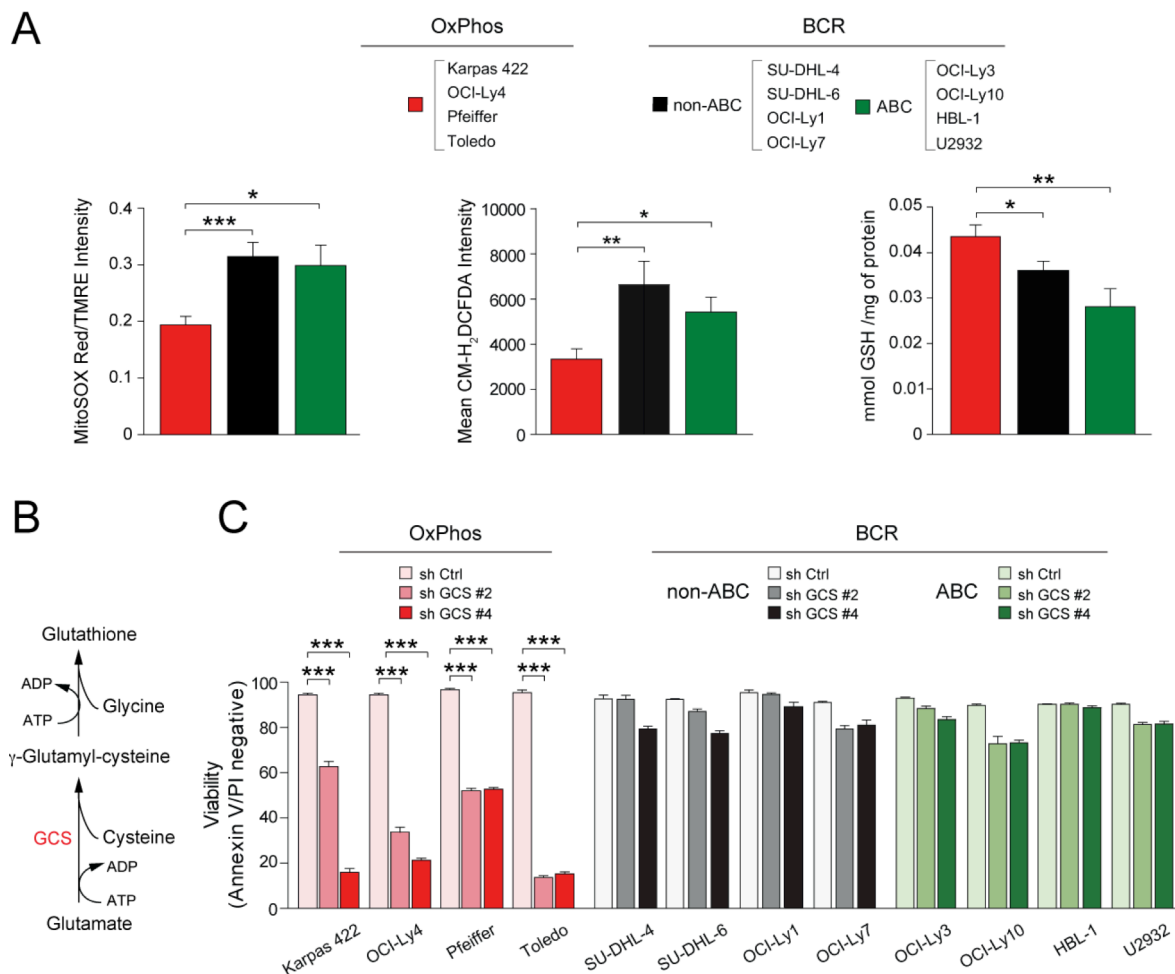 A
OxPhos
BCR
Karpas 422
OCI-Ly4
Pfeiffer
Toledo
non-ABC
SU-DHL-4
SU-DHL-6
OCI-Ly1
OCI-Ly7
ABC
OCI-Ly3
OCI-Ly10
HBL-1
U2932
MitoSOX Red/TMRE Intensity
0.4
0.3
0.2
0.1
0
***
*
Mean CM-H₂DCFDA Intensity
10000
8000
6000
4000
2000
0
**
*
mmol GSH /mg of protein
0.05
0.04
0.03
0.02
0.01
0
*
**
B
Glutathione
ADP
Glycine
ATP
γ-Glutamyl-cysteine
GCS
Cysteine
ADP
ATP
Glutamate
C
OxPhos
BCR
sh Ctrl
sh GCS #2
sh GCS #4
non-ABC
sh Ctrl
sh GCS #2
sh GCS #4
ABC
sh Ctrl
sh GCS #2
sh GCS #4
*** *** *** ***
*** *** *** ***
Viability
(Annexin V/PI negative)
100
80
60
40
20
0
Karpas 422
OCI-Ly4
Pfeiffer
Toledo
SU-DHL-4
SU-DHL-6
OCI-Ly1
OCI-Ly7
OCI-Ly3
OCI-Ly10
HBL-1
U2932